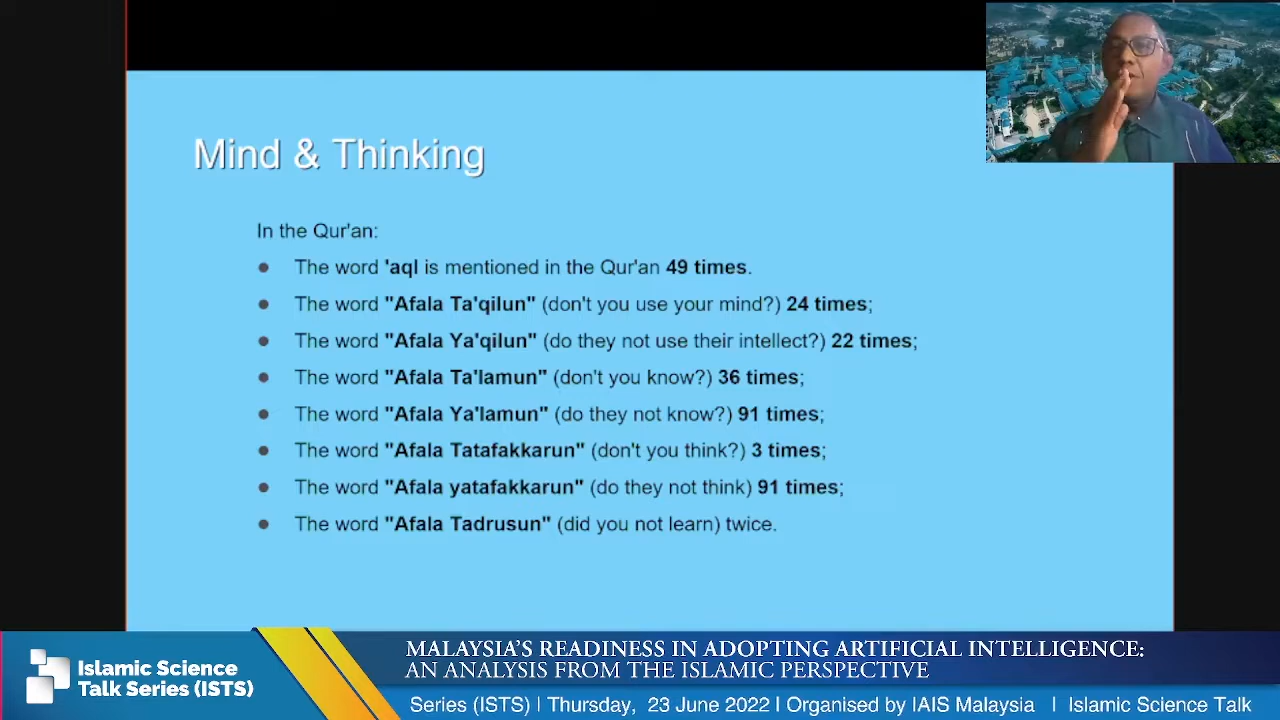 Mind & Thinking
In the Qur'an:
● The word 'aql is mentioned in the Qur'an 49 times.
● The word "Afala Ta'qilun" (don't you use your mind?) 24 times;
● The word "Afala Ya'qilun" (do they not use their intellect?) 22 times;
● The word "Afala Ta'lamun" (don't you know?) 36 times;
● The word "Afala Ya'lamun" (do they not know?) 91 times;
● The word "Afala Tatafakkarun" (don't you think?) 3 times;
● The word "Afala yatafakkarun" (do they not think) 91 times;
● The word "Afala Tadrusun" (did you not learn) twice.
Islamic Science
Talk Series (ISTS)
MALAYSIA'S READINESS IN ADOPTING ARTIFICIAL INTELLIGENCE:
AN ANALYSIS FROM THE ISLAMIC PERSPECTIVE
Series (ISTS) I Thursday, 23 June 2022 I Organised by IAIS Malaysia I Islamic Science Talk